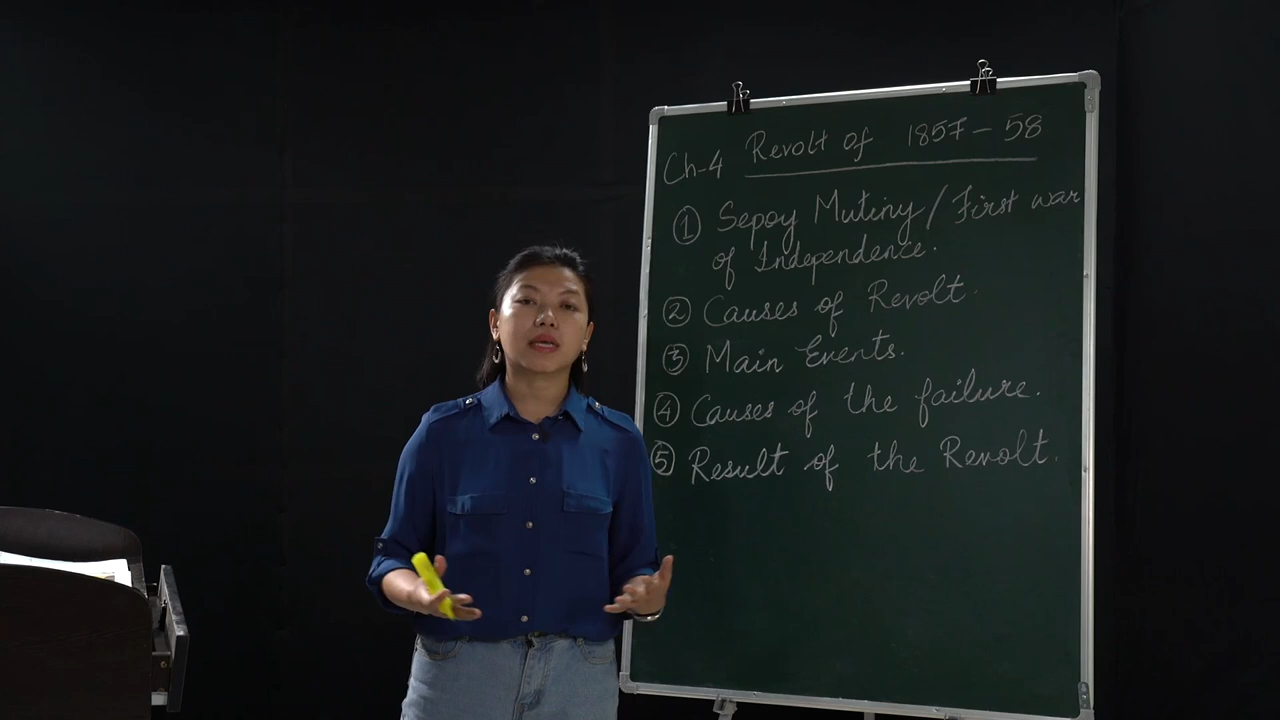 Ch-4 Revolt of 1857-58
① Sepoy Mutiny / First war
of Independence.
② Causes of Revolt.
③ Main Events.
④ Causes of the failure.
⑤ Result of the Revolt.